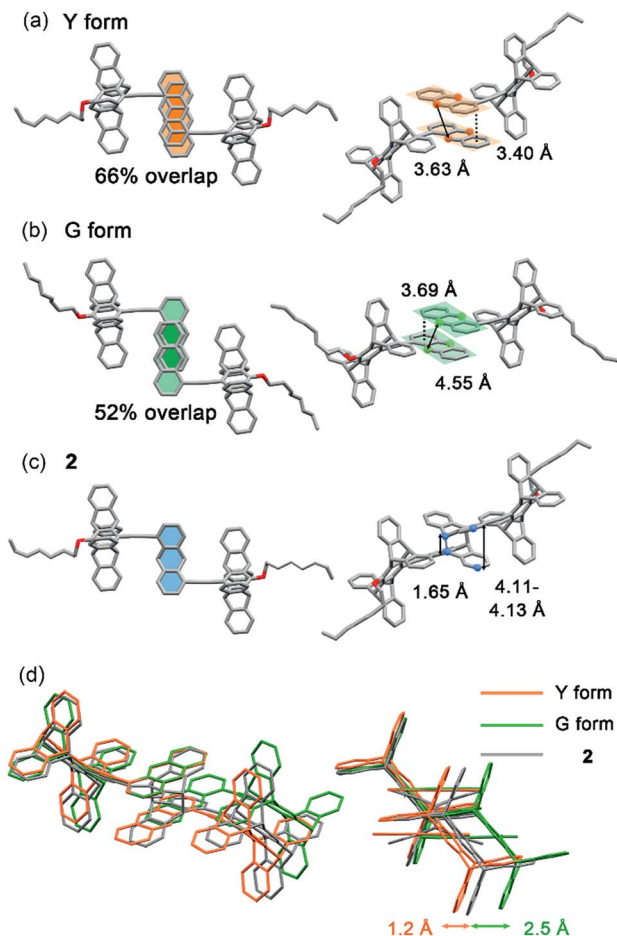 (a) Y form
66% overlap
3.63 Å
3.40 Å
(b) G form
52% overlap
3.69 Å
4.55 Å
(c) 2
1.65 Å
4.11-
4.13 Å
(d)
Y form
G form
2
1.2 Å
2.5 Å